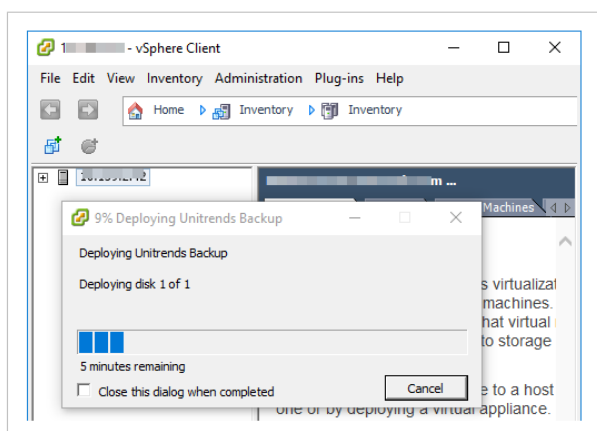 1 - vSphere Client
File Edit View Inventory Administration Plug-ins Help
Home Inventory Inventory
m ...
9% Deploying Unitrends Backup
Machines
Deploying Unitrends Backup
Deploying disk 1 of 1
s virtualizat
machines.
hat virtual
to storage
5 minutes remaining
Close this dialog when completed
Cancel
e to a host
one or by deploying a virtual appliance.